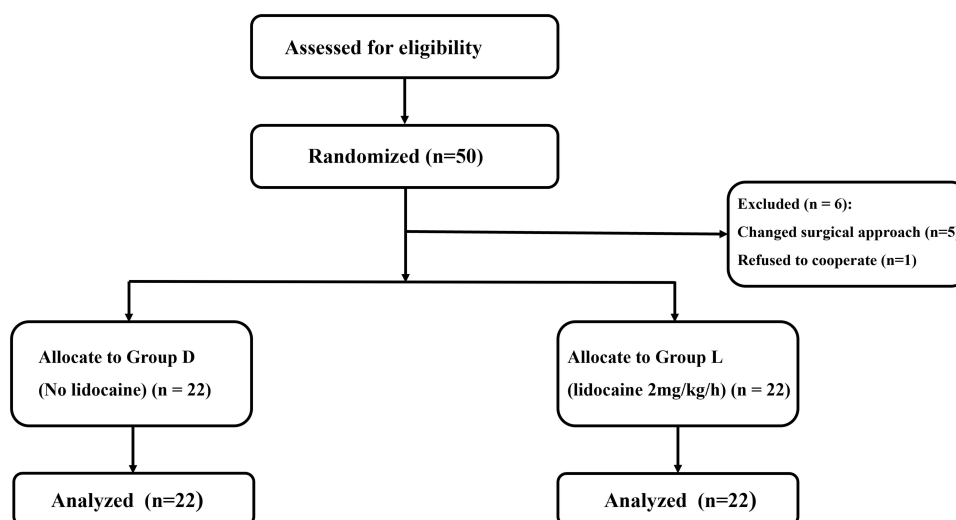 Assessed for eligibility
Randomized (n=50)
Excluded (n = 6):
Changed surgical approach (n=5)
Refused to cooperate (n=1)
Allocate to Group D
(No lidocaine) (n = 22)
Allocate to Group L
(lidocaine 2mg/kg/h) (n = 22)
Analyzed (n=22)
Analyzed (n=22)